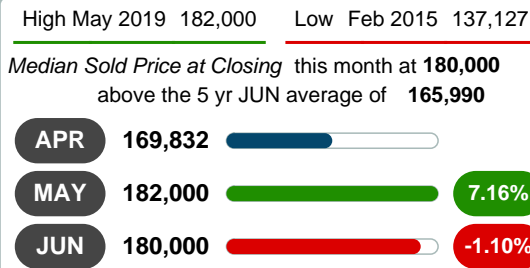 High May 2019 182,000 Low Feb 2015 137,127
Median Sold Price at Closing this month at 180,000
above the 5 yr JUN average of 165,990
APR 169,832
MAY 182,000 7.16%
JUN 180,000 -1.10%